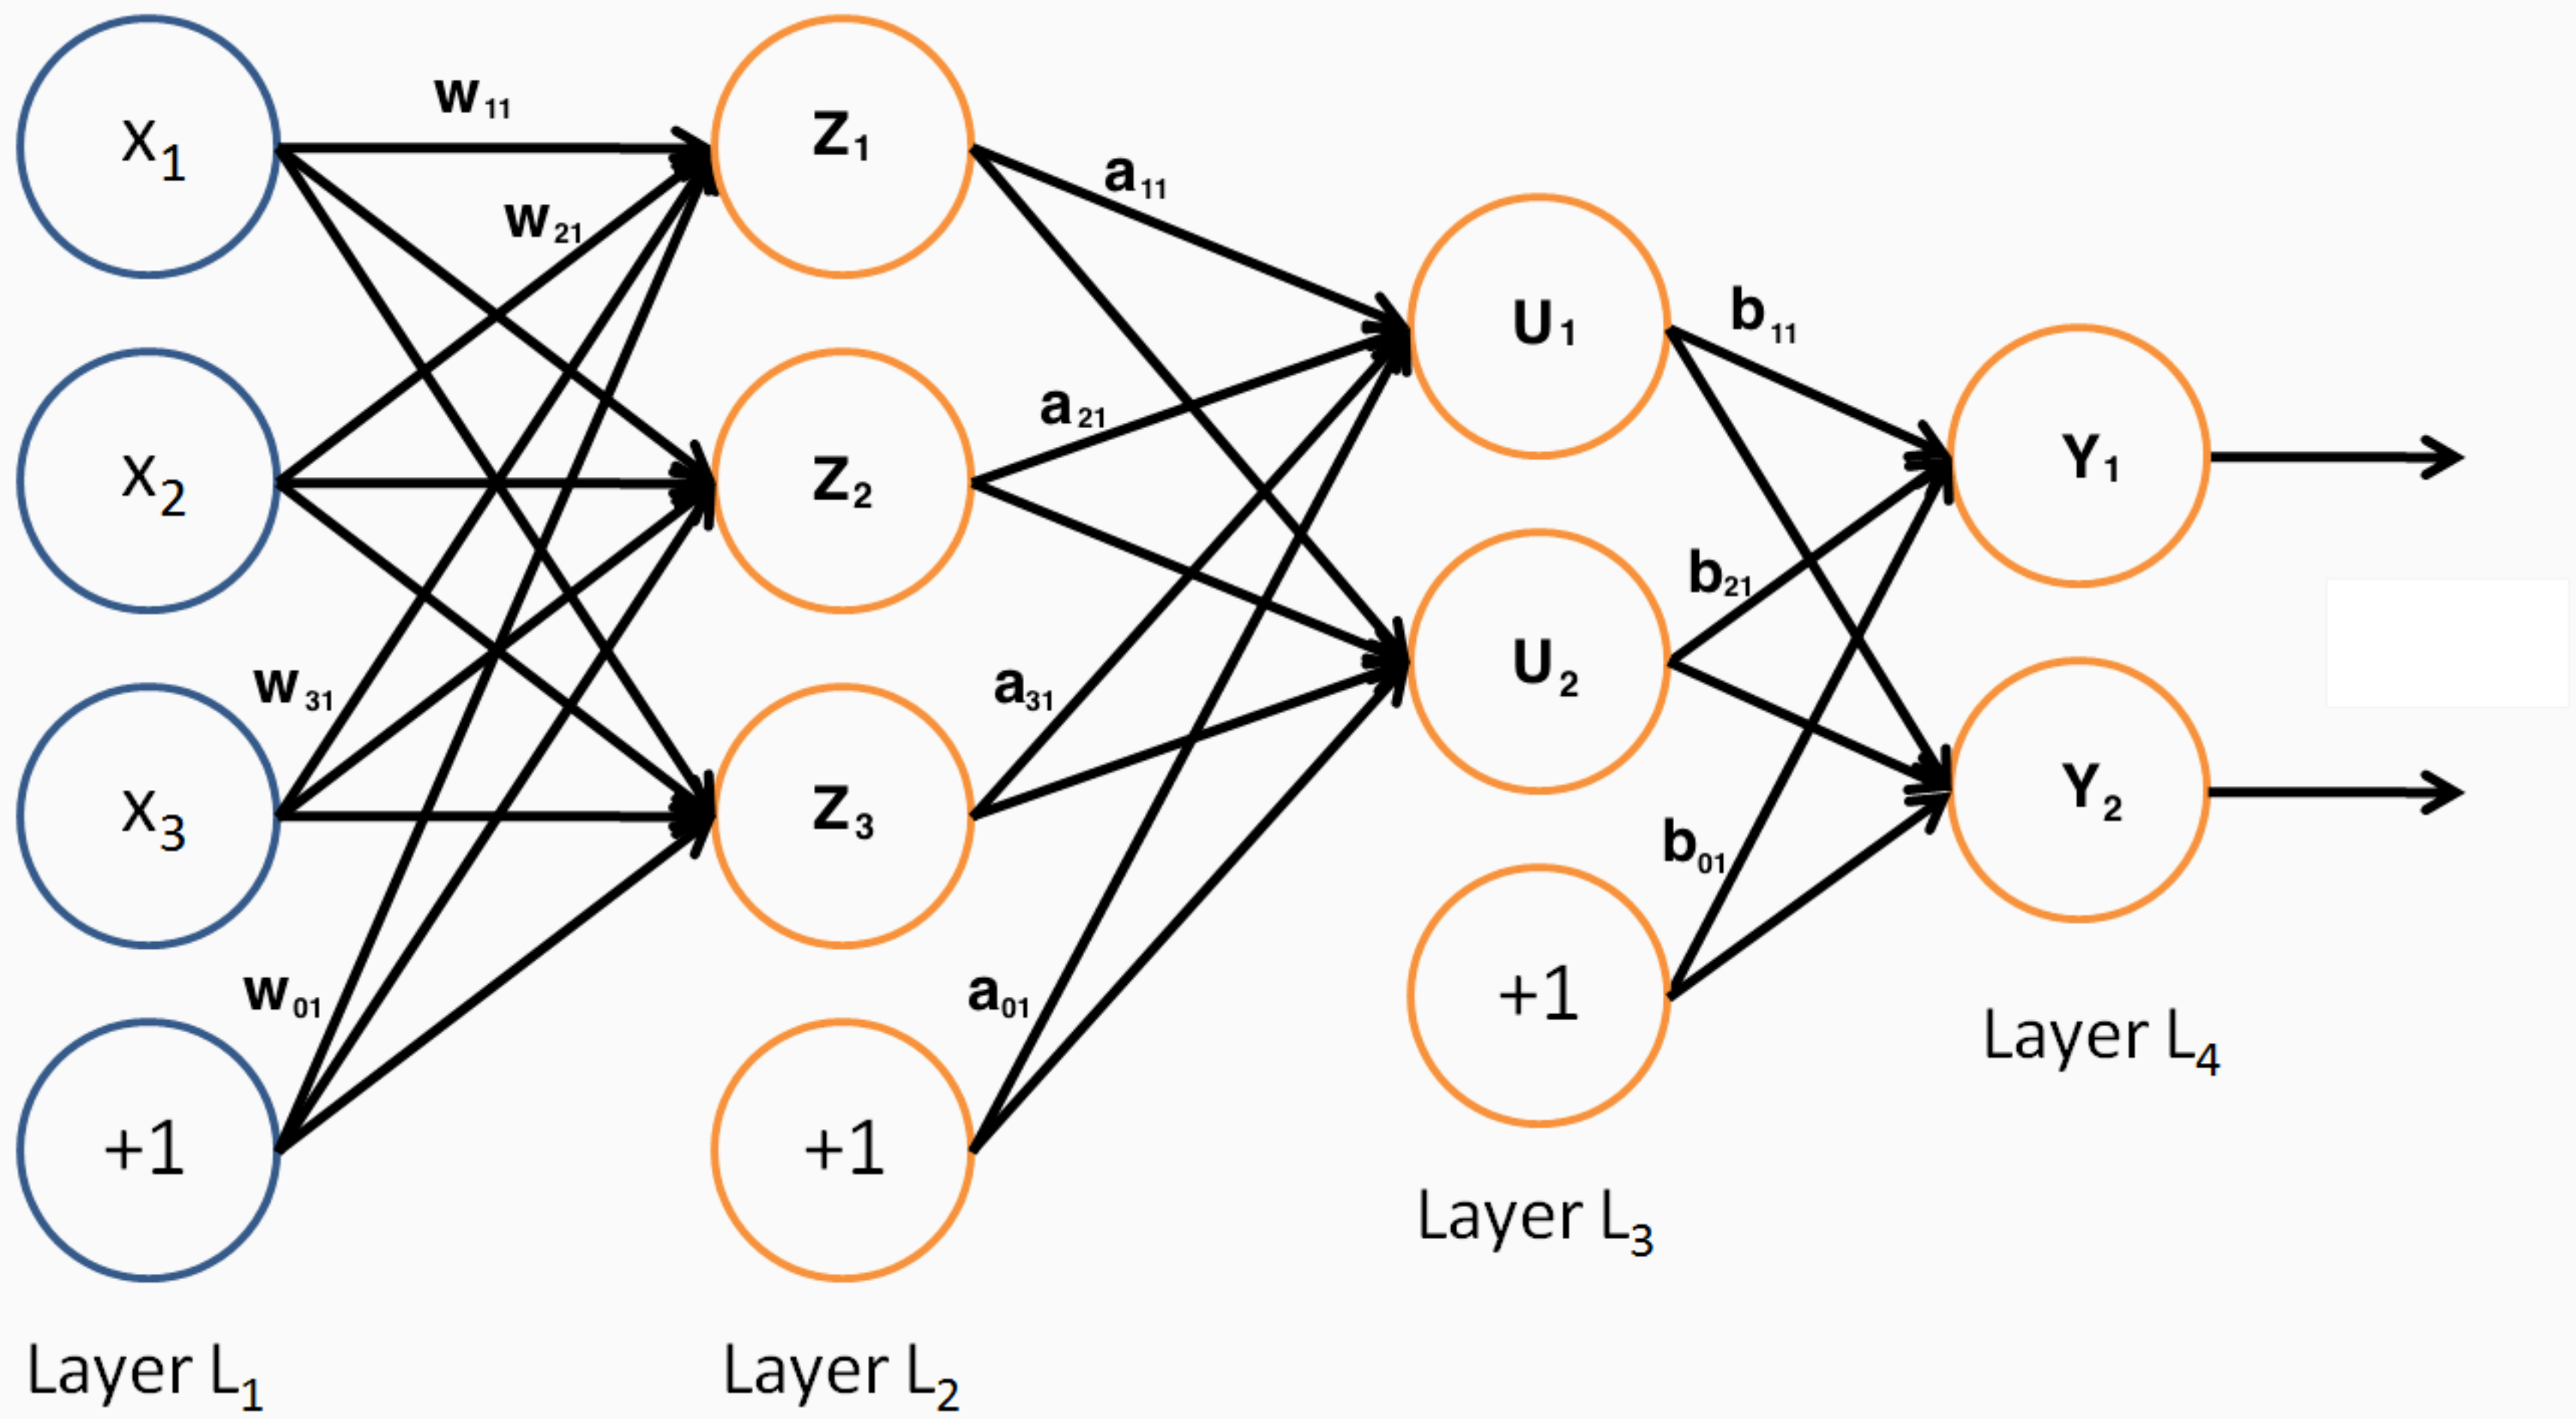 X1
w11
Z1
a11
w21
U1
b11
X2
Z2
a21
Y1
b21
X3
w31
Z3
a31
U2
Y2
b01
w01
a01
+1
+1
+1
Layer L4
Layer L3
Layer L1
Layer L2